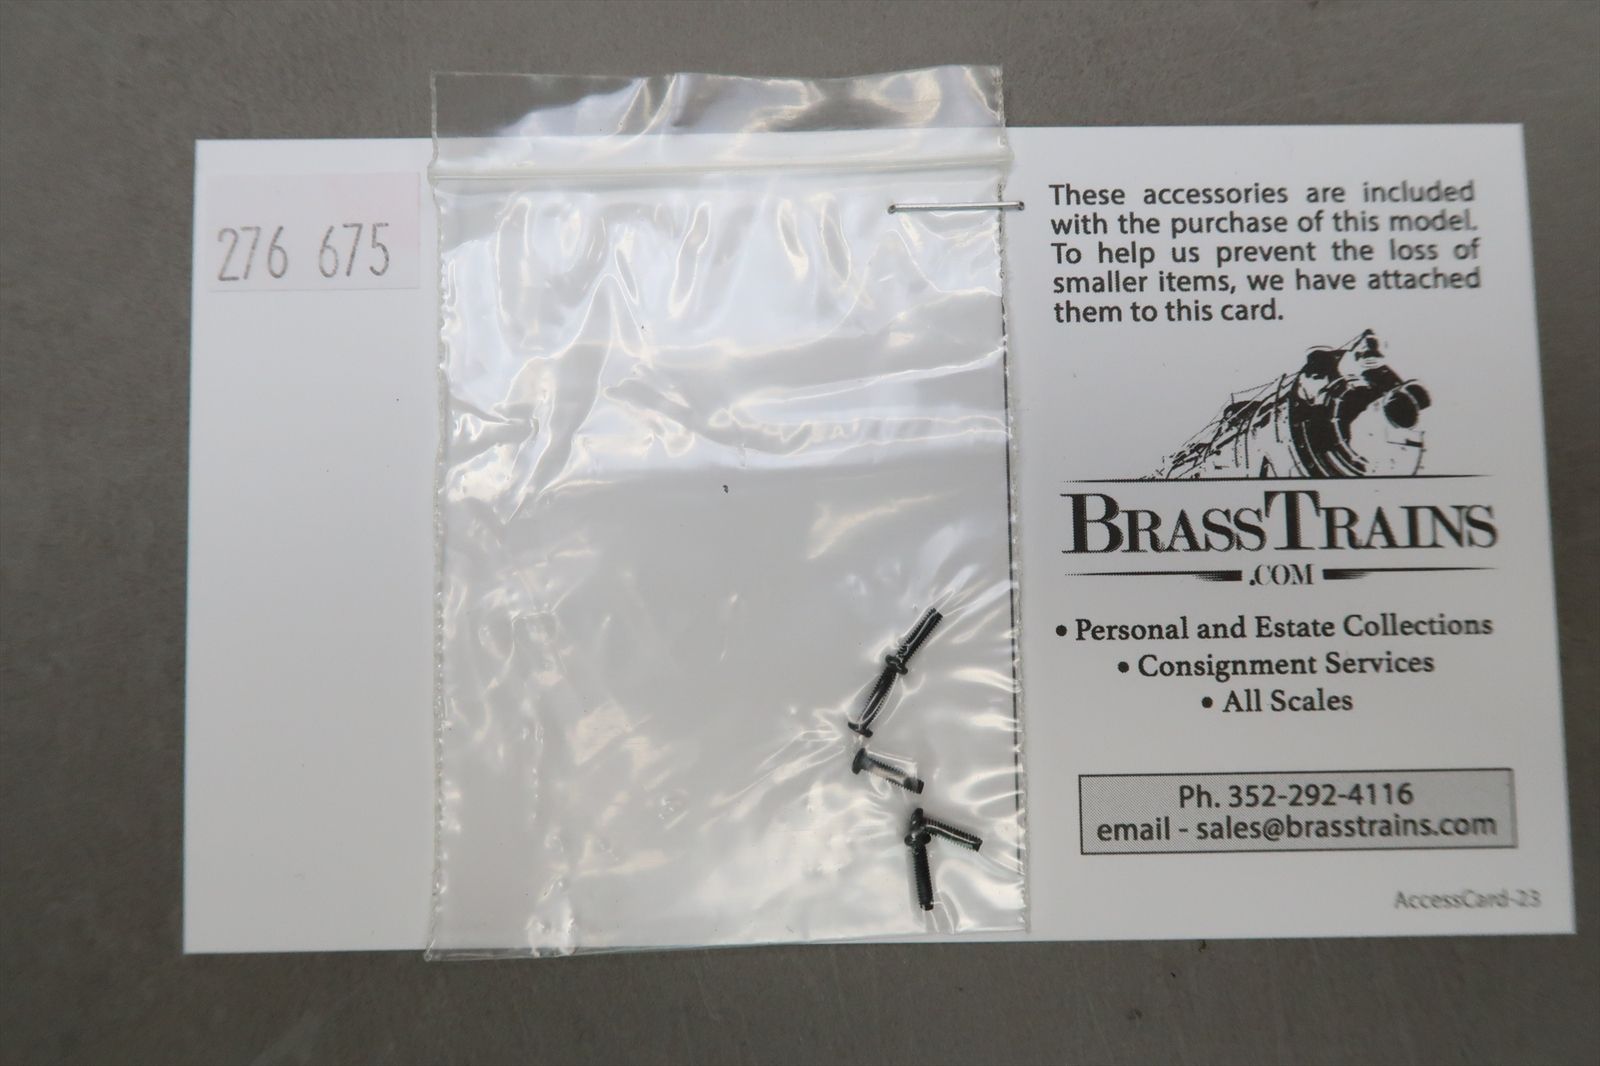 276 675
These accessories are included
with the purchase of this model.
To help us prevent the loss of
smaller items, we have attached
them to this card.
BRASSTRAINS
.COM
• Personal and Estate Collections
• Consignment Services
• All Scales
Ph. 352-292-4116
email - sales@brasstrains.com
AccessCard-23